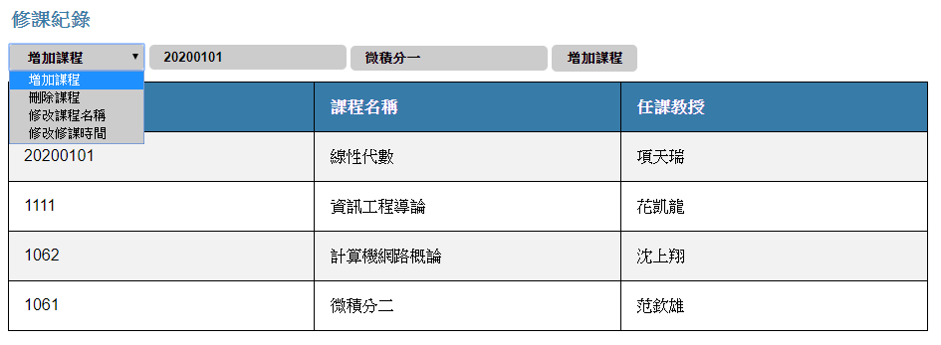 修課紀錄
增加課程 20200101 微積分一 增加課程
增加課程
刪除課程
修改課程名稱
修改修課時間
課程名稱 任課教授
20200101 線性代數 項天瑞
1111 資訊工程導論 花凱龍
1062 計算機網路概論 沈上翔
1061 微積分二 范欽雄